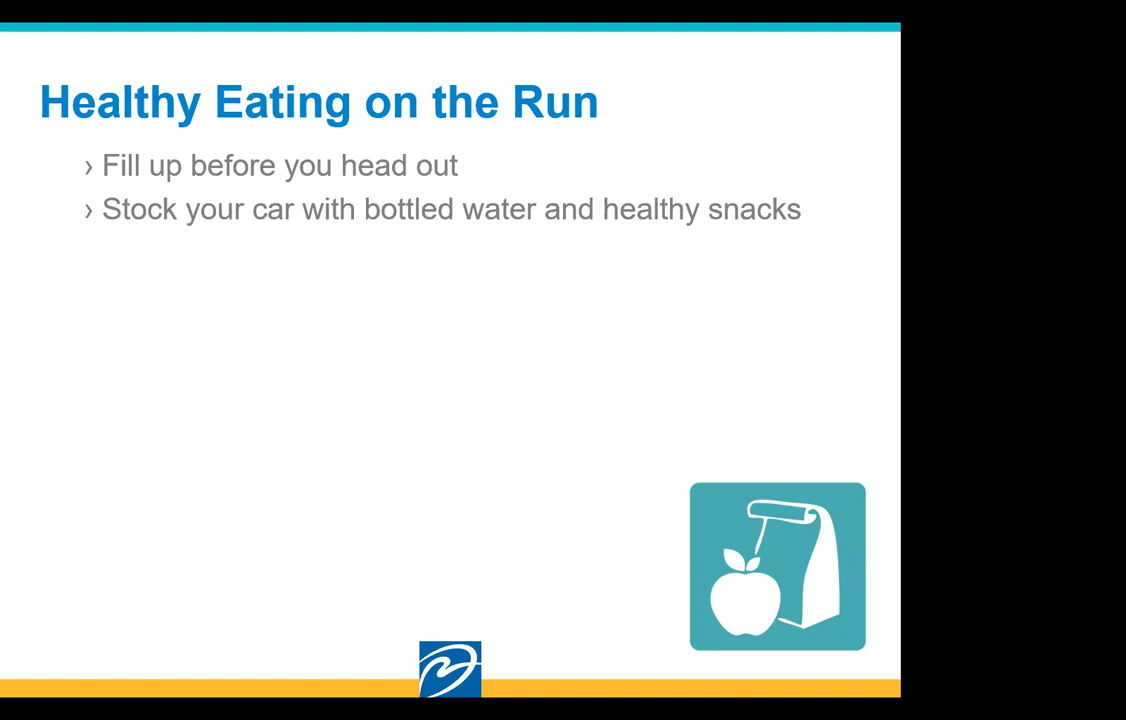 Healthy Eating on the Run
› Fill up before you head out
› Stock your car with bottled water and healthy snacks